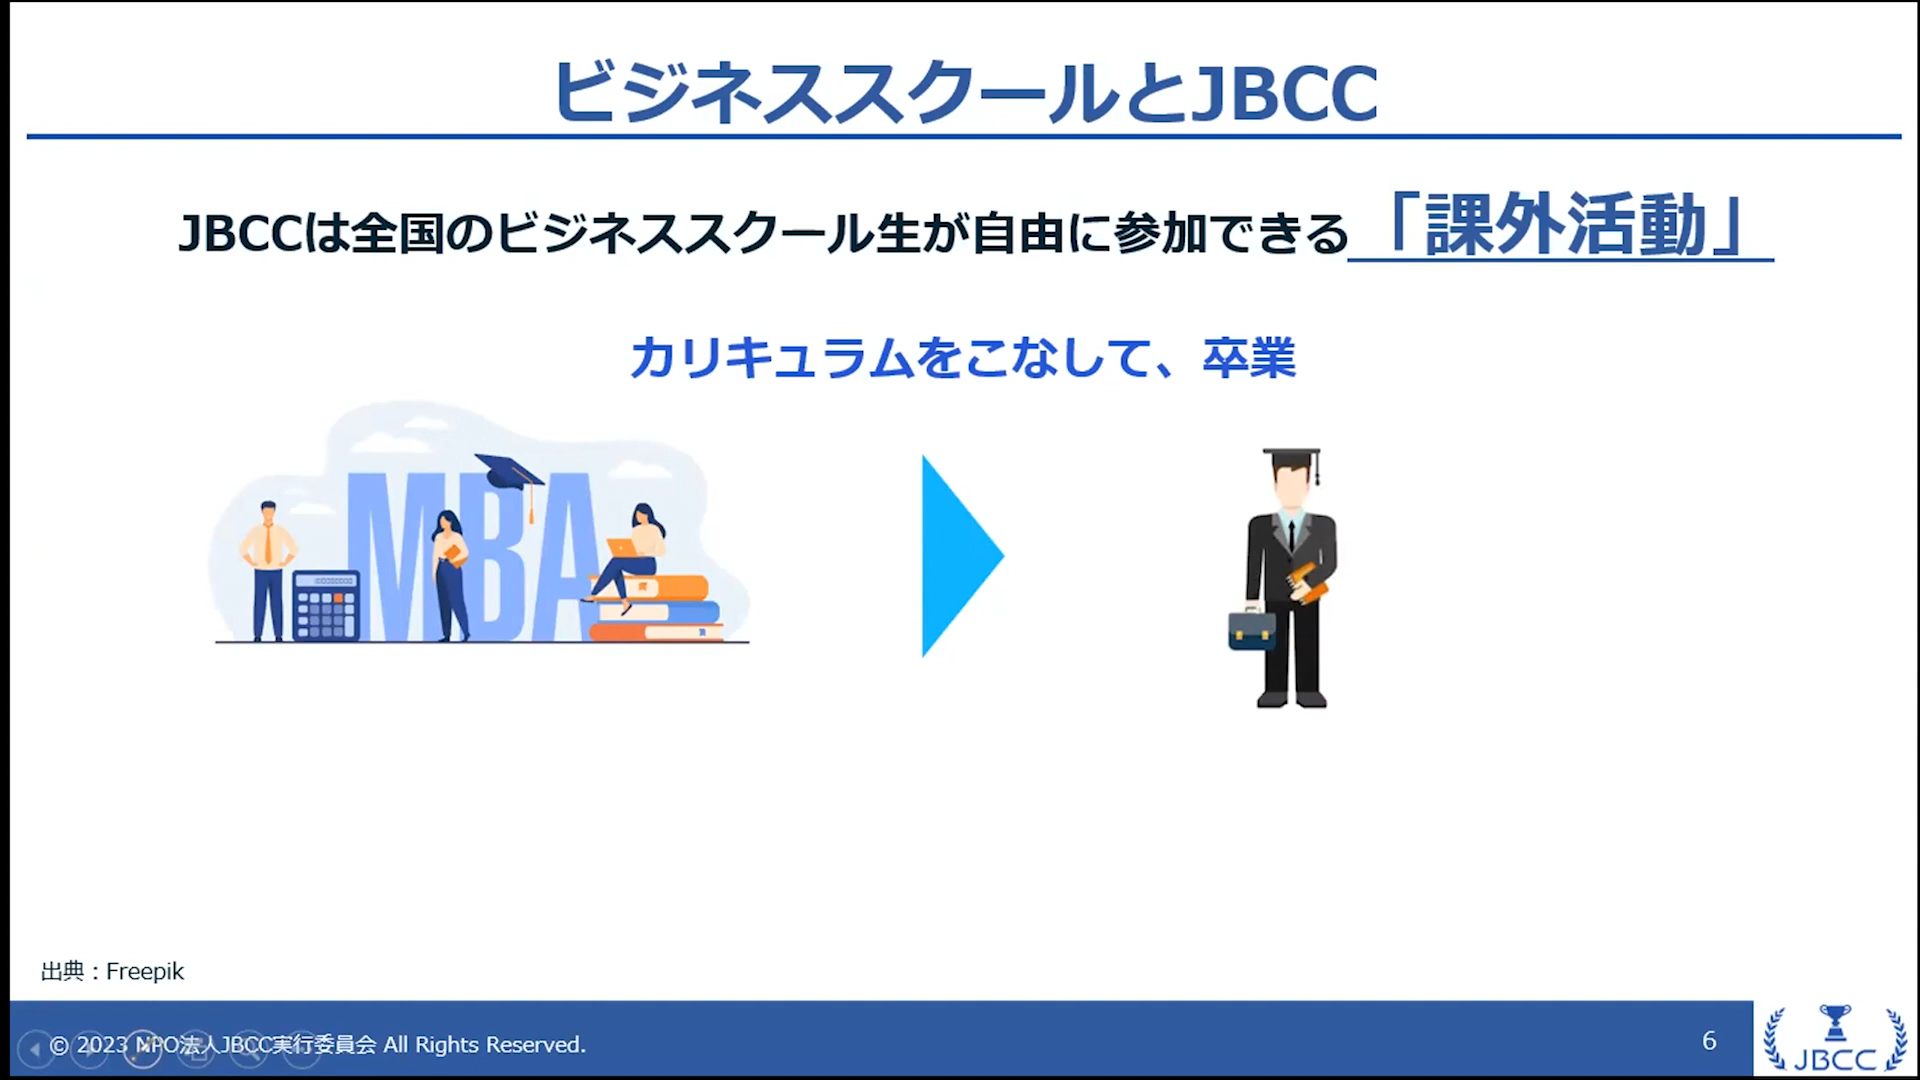 ビジネススクールとJBCC
JBCCは全国のビジネススクール生が自由に参加できる「課外活動」
カリキュラムをこなして、卒業
MBA
出典：Freepik
© 2023 NPO法人JBCC実行委員会 All Rights Reserved.
6
JBCC